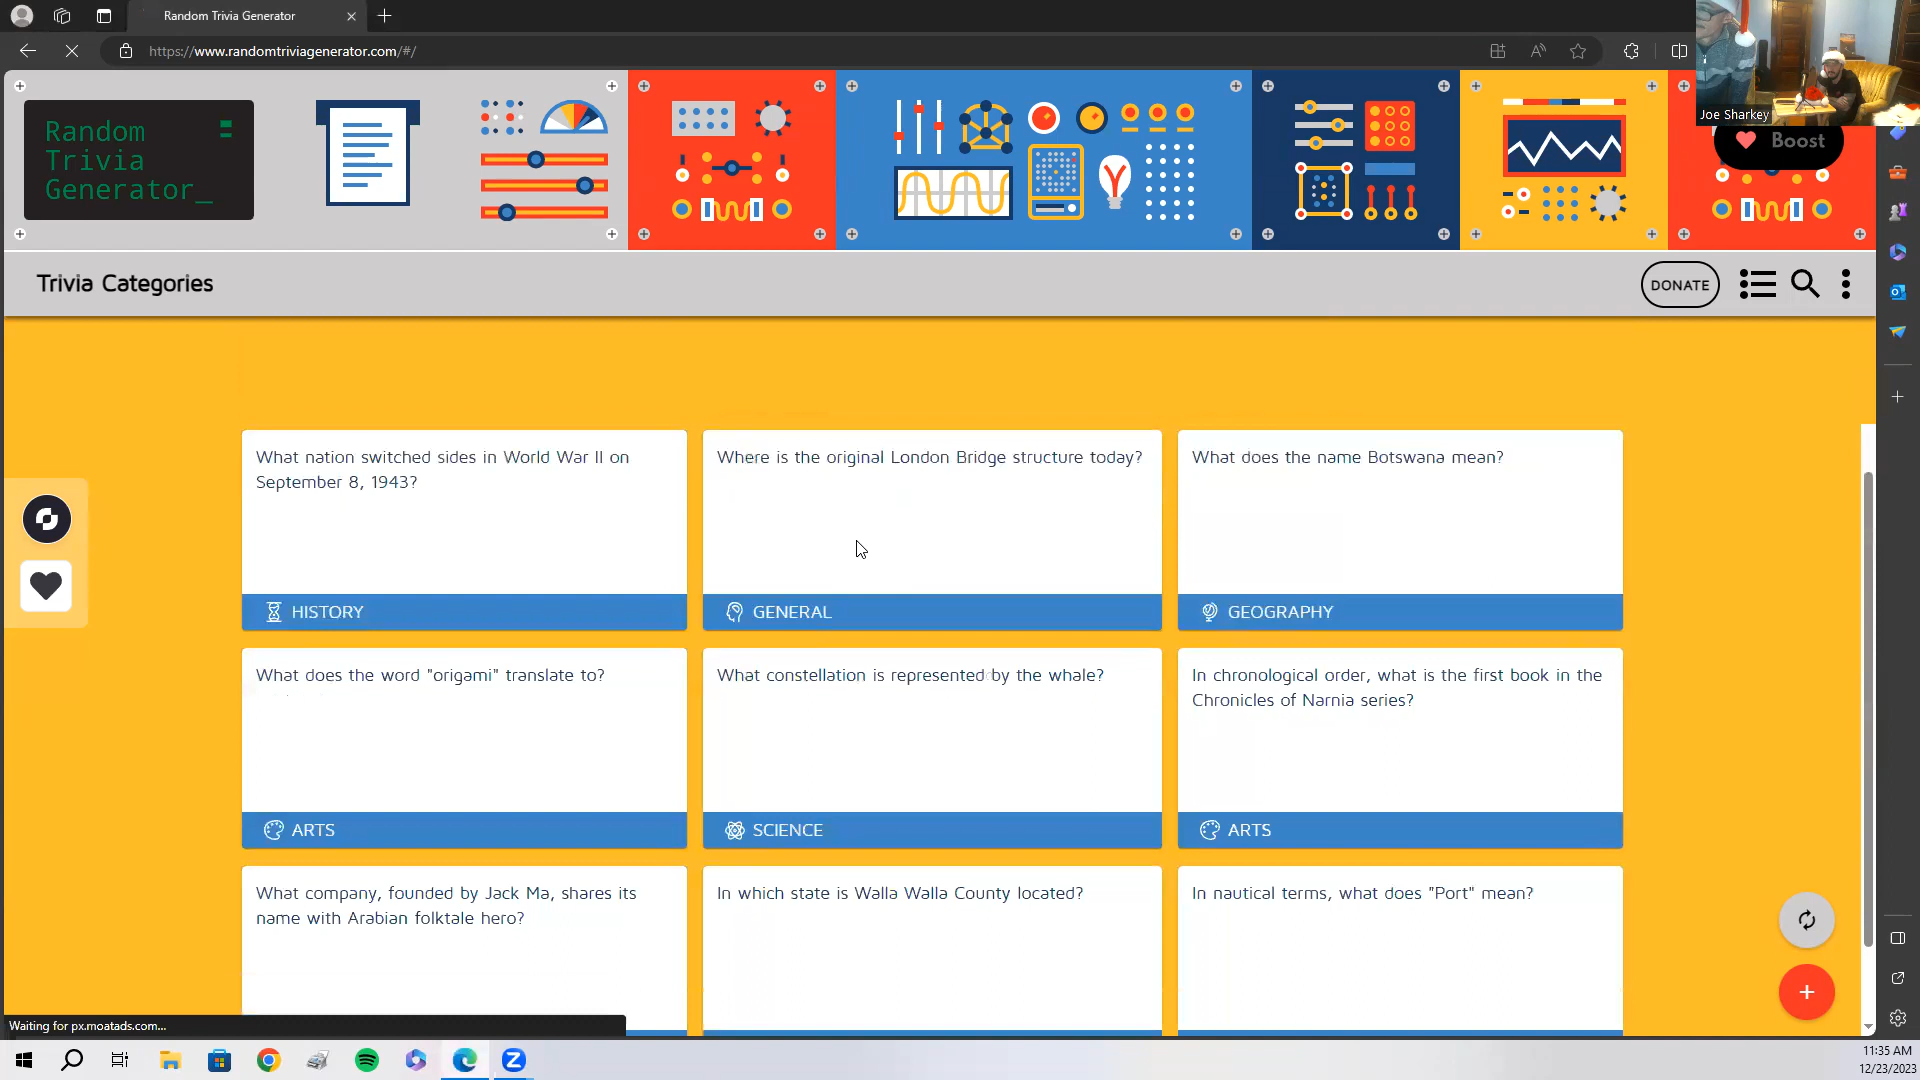 Random Trivia Generator
https://www.randomtriviagenerator.com/#/
Joe Sharkey
Random
Trivia
Generator_
Boost
Trivia Categories
DONATE
What nation switched sides in World War II on
September 8, 1943?
HISTORY
Where is the original London Bridge structure today?
GENERAL
What does the name Botswana mean?
GEOGRAPHY
What does the word "origami" translate to?
ARTS
What constellation is represented by the whale?
SCIENCE
In chronological order, what is the first book in the
Chronicles of Narnia series?
ARTS
What company, founded by Jack Ma, shares its
name with Arabian folktale hero?
In which state is Walla Walla County located?
In nautical terms, what does "Port" mean?
Waiting for px.moatads.com...
11:35 AM
12/23/2023